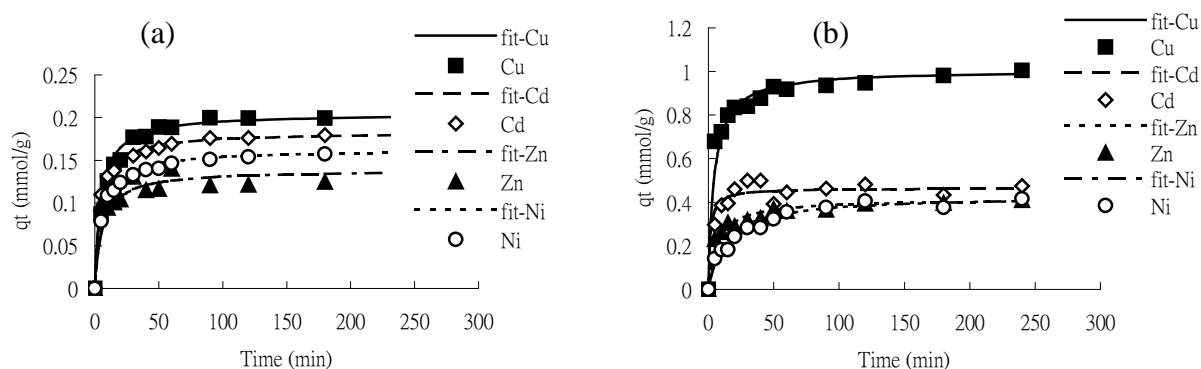 (a)
qt (mmol/g)
0.25
0.2
0.15
0.1
0.05
0
0 50 100 150 200 250 300
Time (min)
fit-Cu
Cu
fit-Cd
Cd
fit-Zn
Zn
fit-Ni
Ni
(b)
qt (mmol/g)
1.2
1
0.8
0.6
0.4
0.2
0
0 50 100 150 200 250 300
Time (min)
fit-Cu
Cu
fit-Cd
Cd
fit-Zn
Zn
fit-Ni
Ni